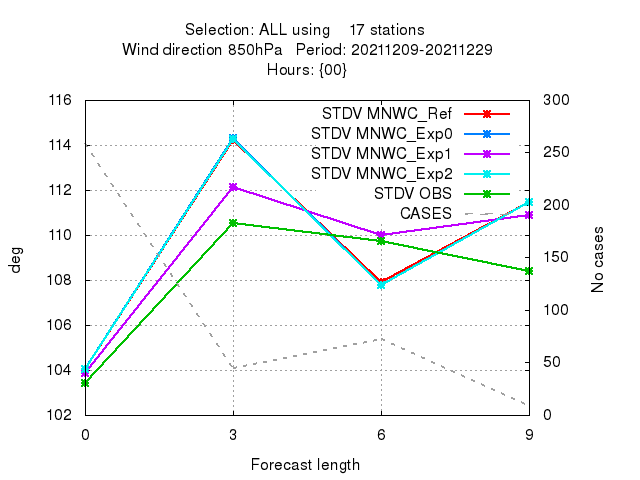 Selection: ALL using    17 stations
Wind direction 850hPa   Period: 20211209-20211229
Hours: {00}
116
114
112
110
108
106
104
102
300
250
200
150
100
50
0
STDV MNWC_Ref
STDV MNWC_Exp0
STDV MNWC_Exp1
STDV MNWC_Exp2
STDV OBS
CASES
deg
No cases
0
3
6
9
Forecast length